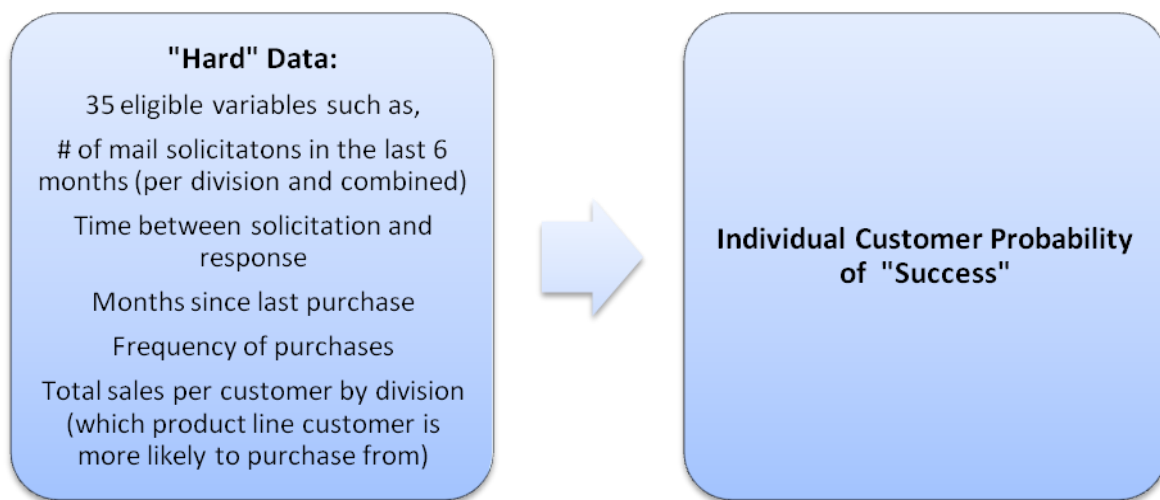 "Hard" Data:
35 eligible variables such as,
# of mail solicitatons in the last 6
months (per division and combined)
Time between solicitation and
response
Months since last purchase
Frequency of purchases
Total sales per customer by division
(which product line customer is
more likely to purchase from)
Individual Customer Probability
of "Success"